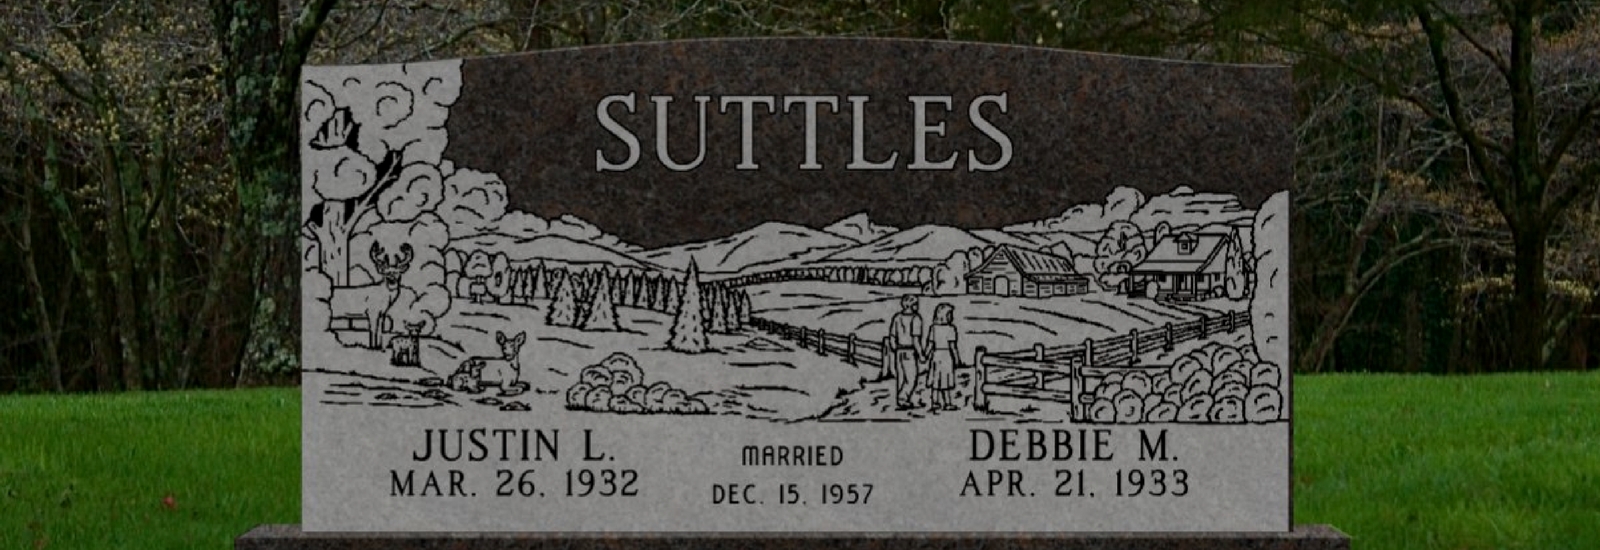 SUTTLES
JUSTIN L.
MAR. 26, 1932
MARRIED
DEC. 15, 1957
DEBBIE M.
APR. 21, 1933